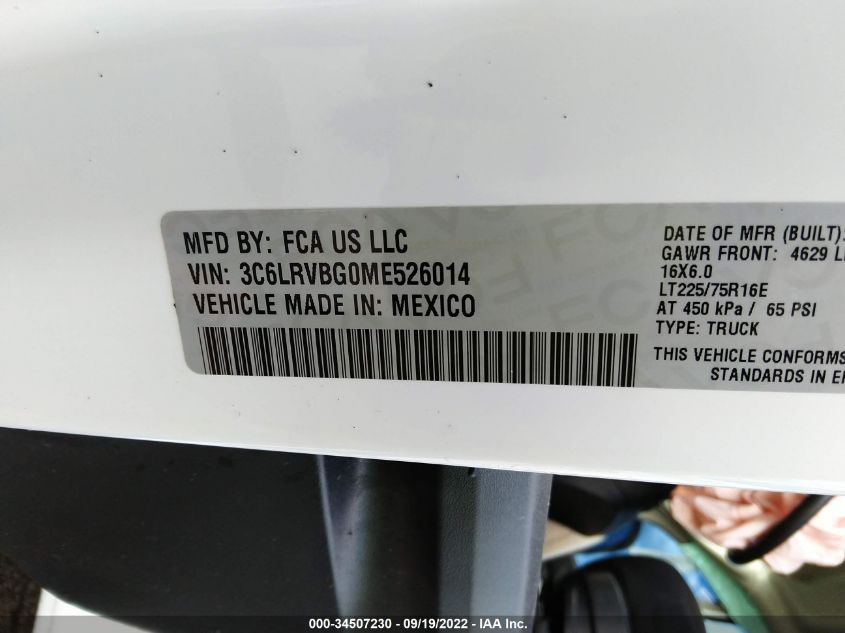 MFD BY: FCA US LLC
VIN: 3C6LRVBG0ME526014
VEHICLE MADE IN: MEXICO
DATE OF MFR (BUILT):
GAWR FRONT: 4629
16X6.0
LT225/75R16E
AT 450 kPa / 65 PSI
TYPE: TRUCK
THIS VEHICLE CONFORMS
STANDARDS IN
FCA
000-34507230 - 09/19/2022 - IAA Inc.